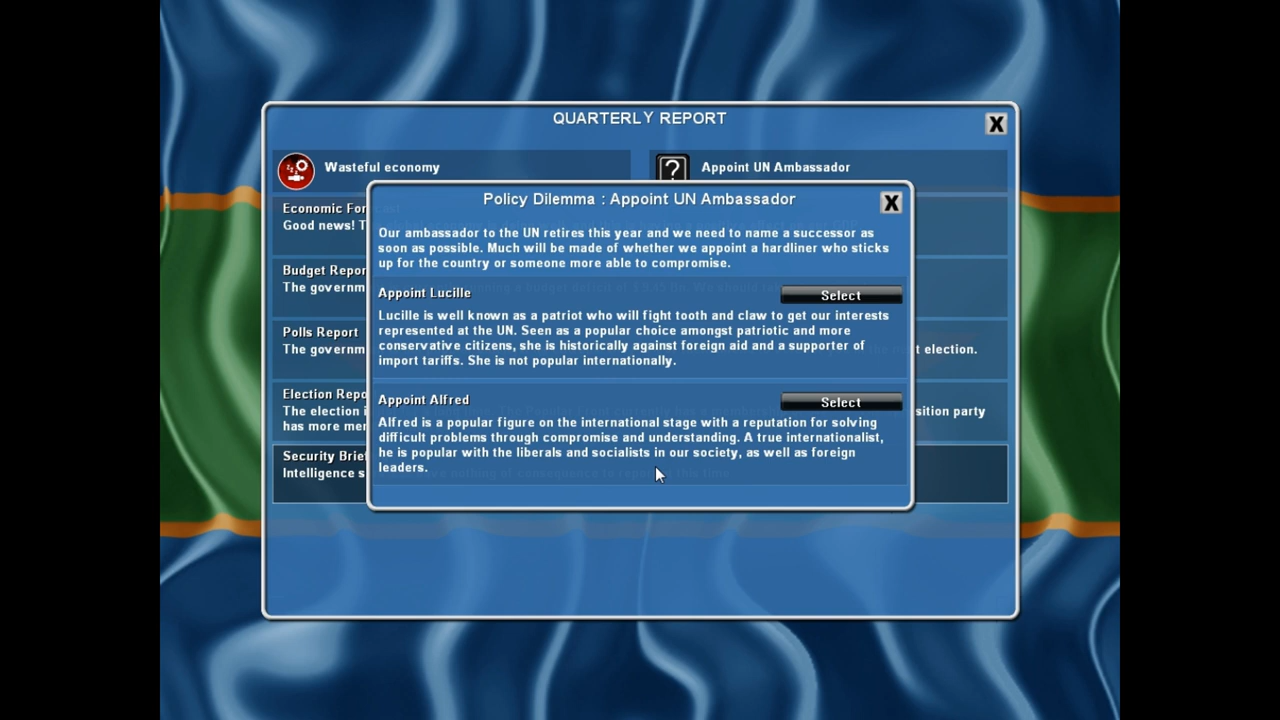 QUARTERLY REPORT
X
Wasteful economy
?
Appoint UN Ambassador
Policy Dilemma : Appoint UN Ambassador
X
Our ambassador to the UN retires this year and we need to name a successor as
soon as possible. Much will be made of whether we appoint a hardliner who sticks
up for the country or someone more able to compromise.
Appoint Lucille
Select
Lucille is well known as a patriot who will fight tooth and claw to get our interests
represented at the UN. Seen as a popular choice amongst patriotic and more
conservative citizens, she is historically against foreign aid and a supporter of
import tariffs. She is not popular internationally.
Appoint Alfred
Select
Alfred is a popular figure on the international stage with a reputation for solving
difficult problems through compromise and understanding. A true internationalist,
he is popular with the liberals and socialists in our society, as well as foreign
leaders.
Economic For
Good news! T
Budget Repor
The governm
Polls Report
The governm
election.
Election Repo
The election i
sition party
has more mer
Security Brief
Intelligence s